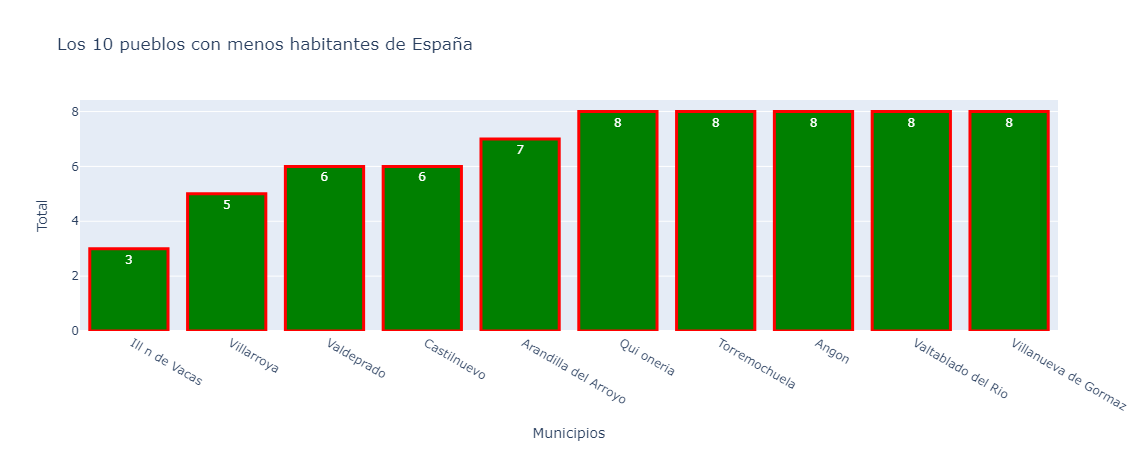 Los 10 pueblos con menos habitantes de España
Total
8
6
4
2
0
3
5
6
6
7
8
8
8
8
8
Ill n de Vacas
Villarroya
Valdeprado
Castilnuevo
Arandilla del Arroyo
Qui oneria
Torremochuela
Angon
Valtablado del Rio
Villanueva de Gormaz
Municipios